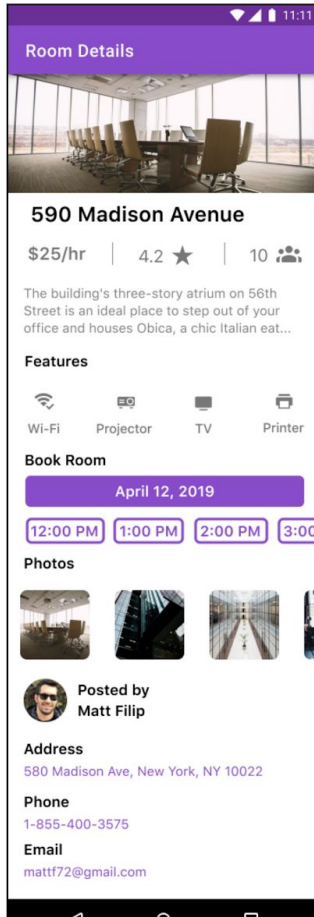 11:11
Room Details
590 Madison Avenue
$25/hr 4.2 10
The building's three-story atrium on 56th
Street is an ideal place to step out of your
office and houses Obica, a chic Italian eat...
Features
Wi-Fi Projector TV Printer
Book Room
April 12, 2019
12:00 PM 1:00 PM 2:00 PM 3:00
Photos
Posted by
Matt Filip
Address
580 Madison Ave, New York, NY 10022
Phone
1-855-400-3575
Email
mattf72@gmail.com